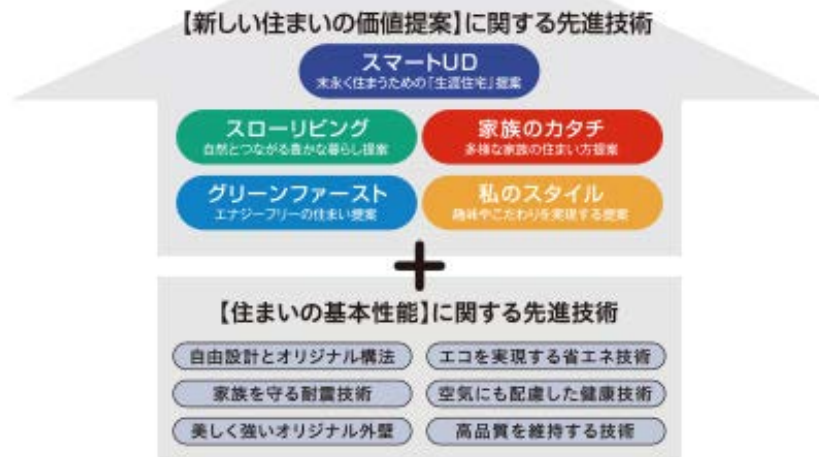 【新しい住まいの価値提案】に関する先進技術
スマートUD
末永く住まうための「生涯住宅」提案
スローリビング
自然とつながる豊かな暮らし提案
家族のカタチ
多様な家族の住まい方提案
グリーンファースト
エナジーフリーの住まい提案
私のスタイル
趣味やこだわりを実現する提案
+
【住まいの基本性能】に関する先進技術
自由設計とオリジナル構法
エコを実現する省エネ技術
家族を守る耐震技術
空気にも配慮した健康技術
美しく強いオリジナル外壁
高品質を維持する技術